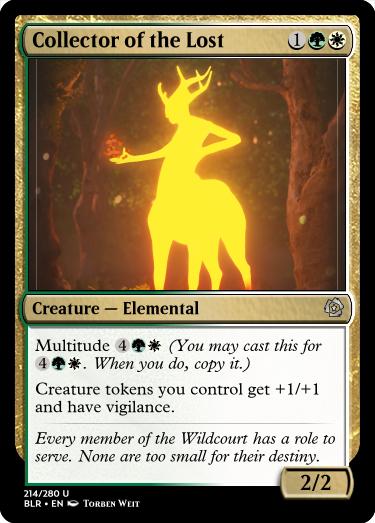 Collector of the Lost 1
Creature — Elemental
Multitude 4 (You may cast this for
4. When you do, copy it.)
Creature tokens you control get +1/+1
and have vigilance.
Every member of the Wildcourt has a role to
serve. None are too small for their destiny.
2/2
214/280 U
BLR • EN Torben Weit